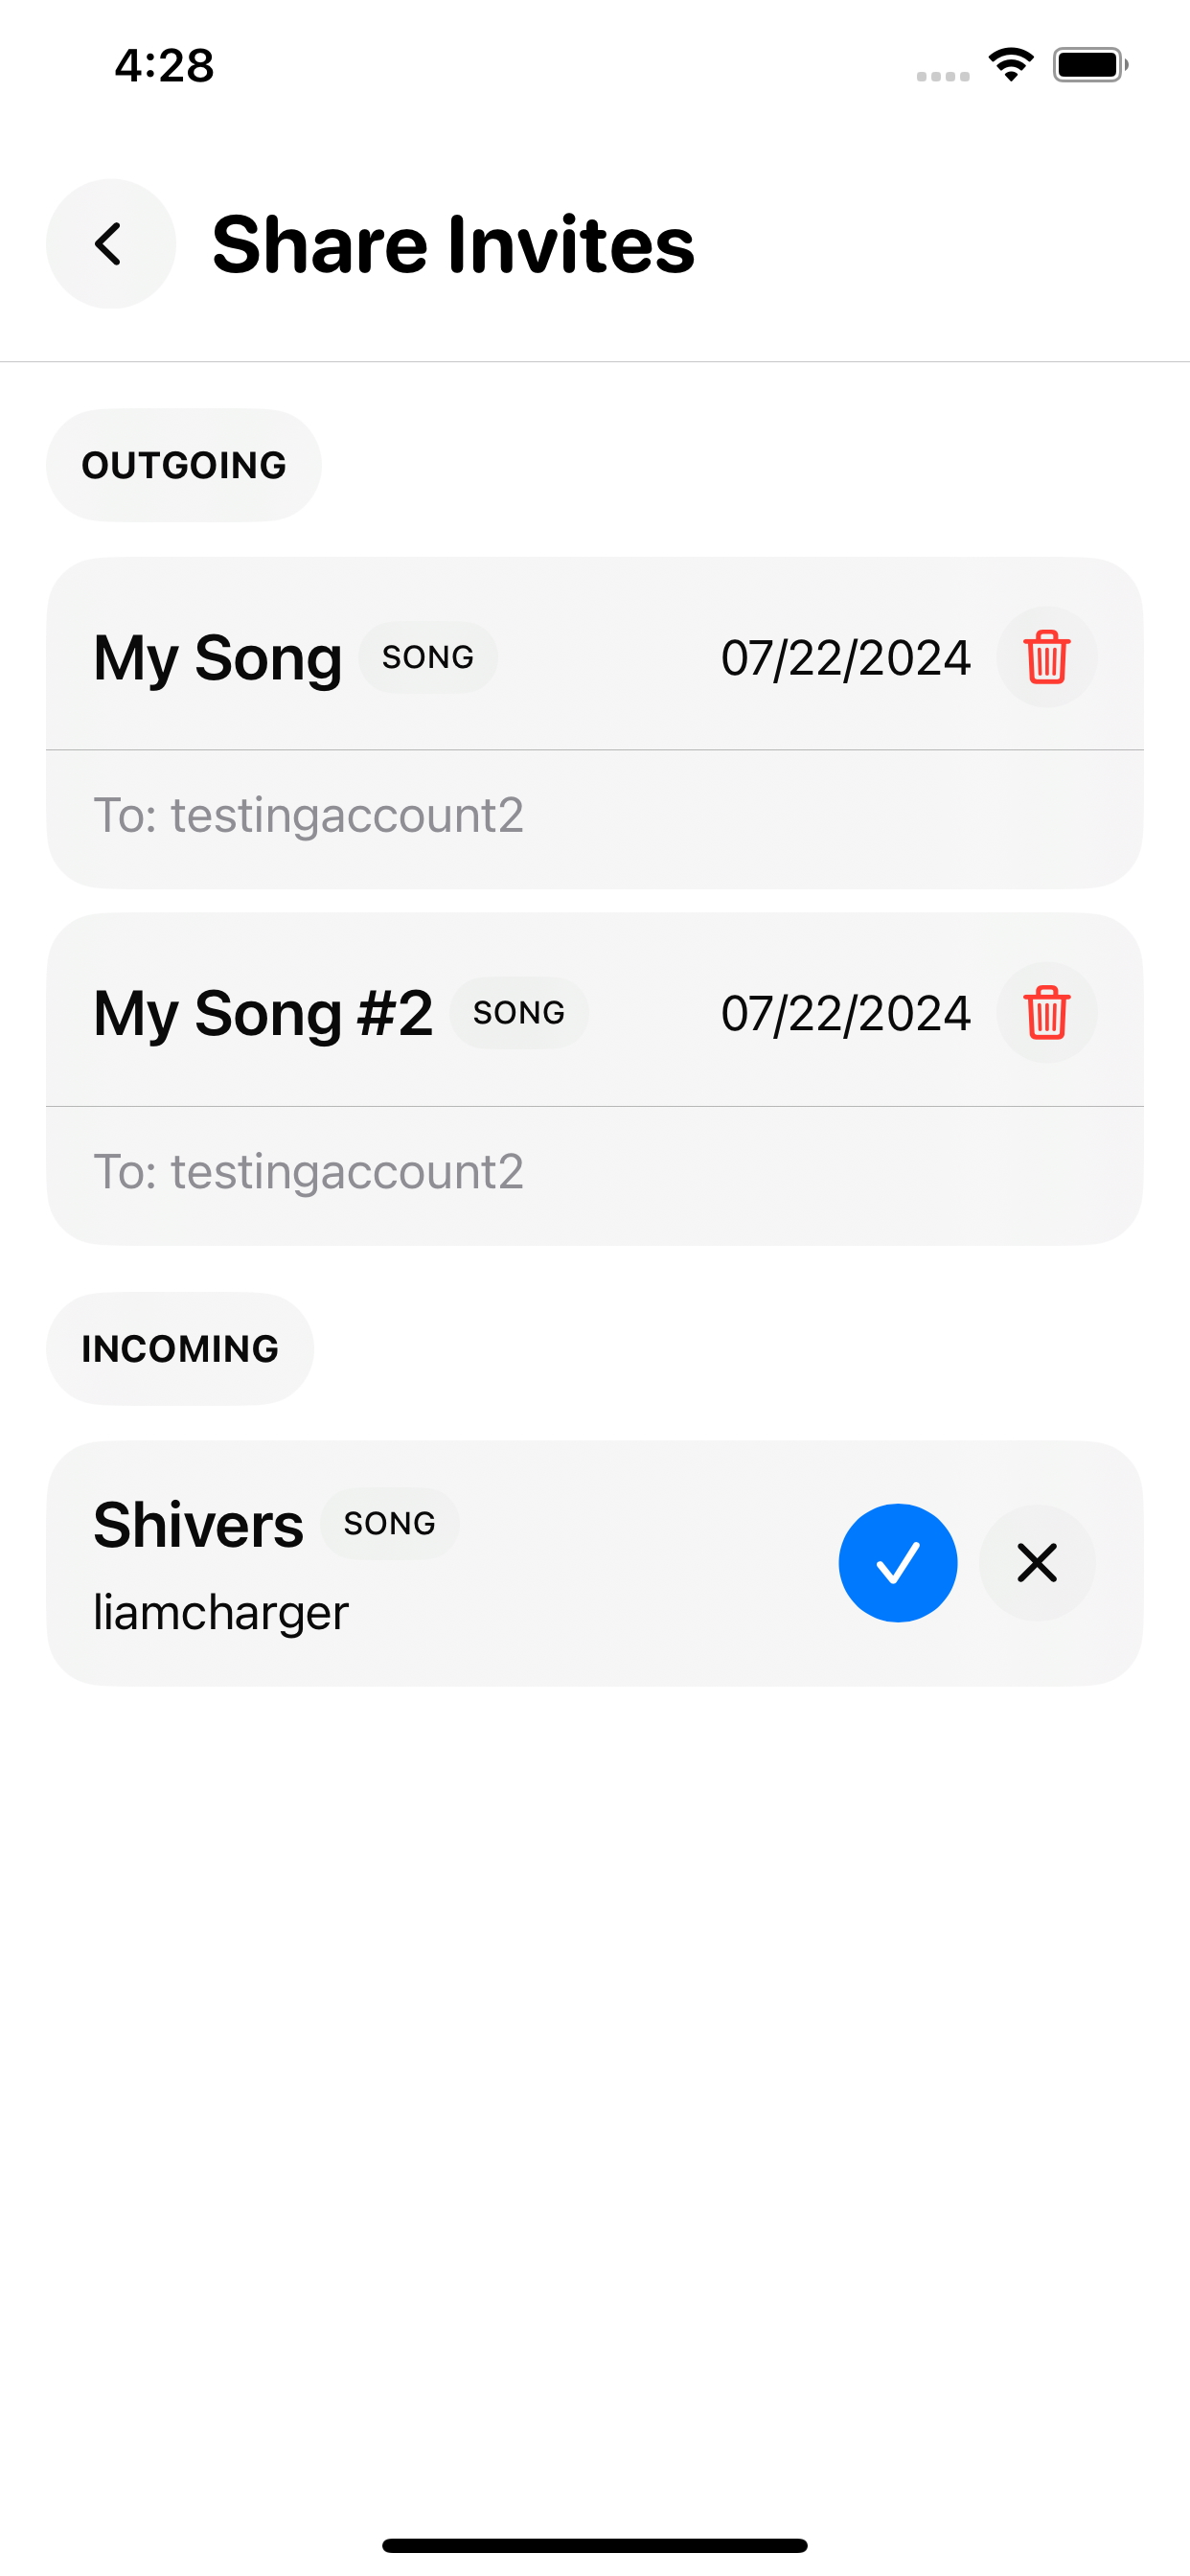 4:28
Share Invites
OUTGOING
My Song SONG 07/22/2024
To: testingaccount2
My Song #2 SONG 07/22/2024
To: testingaccount2
INCOMING
Shivers SONG
liamcharger